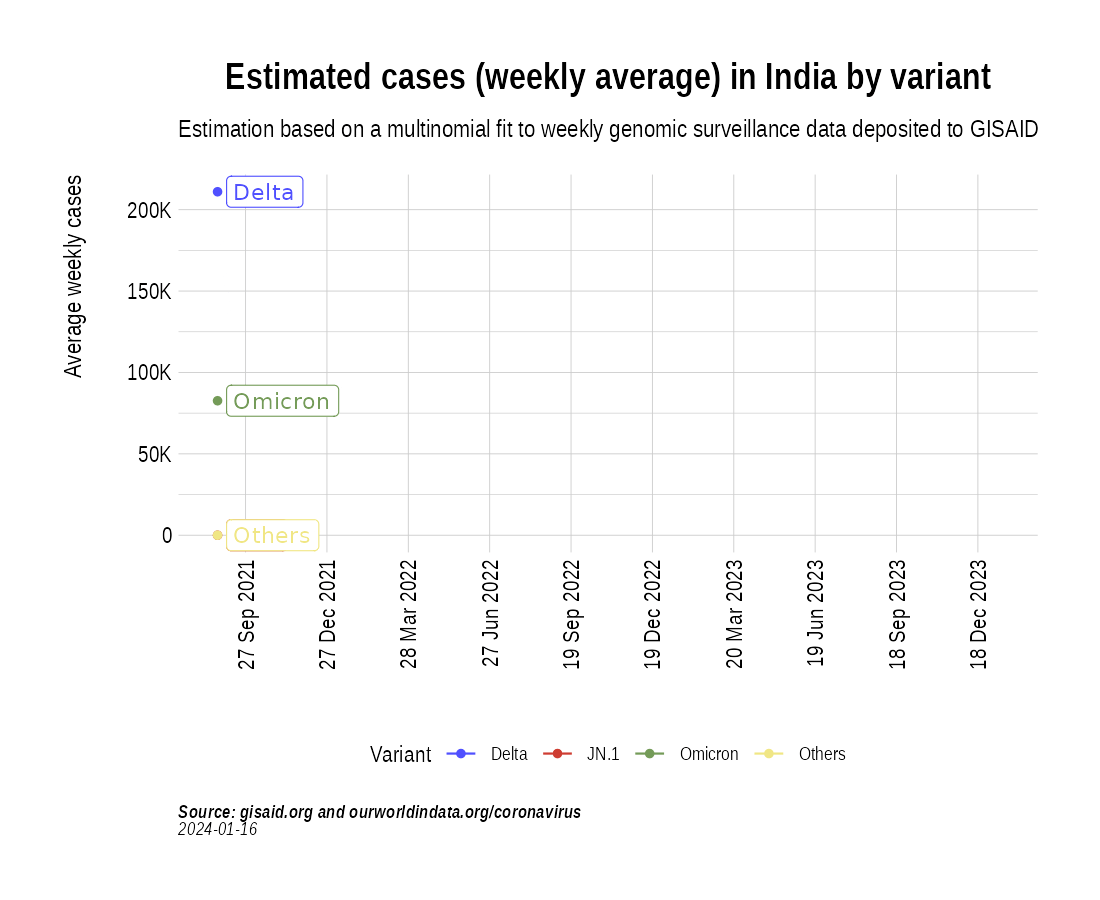 Estimated cases (weekly average) in India by variant
Estimation based on a multinomial fit to weekly genomic surveillance data deposited to GISAID
Average weekly cases
200K
150K
100K
50K
0
Delta
Omicron
Others
27 Sep 2021
27 Dec 2021
28 Mar 2022
27 Jun 2022
19 Sep 2022
19 Dec 2022
20 Mar 2023
19 Jun 2023
18 Sep 2023
18 Dec 2023
Variant Delta JN.1 Omicron Others
Source: gisaid.org and ourworldindata.org/coronavirus
2024-01-16